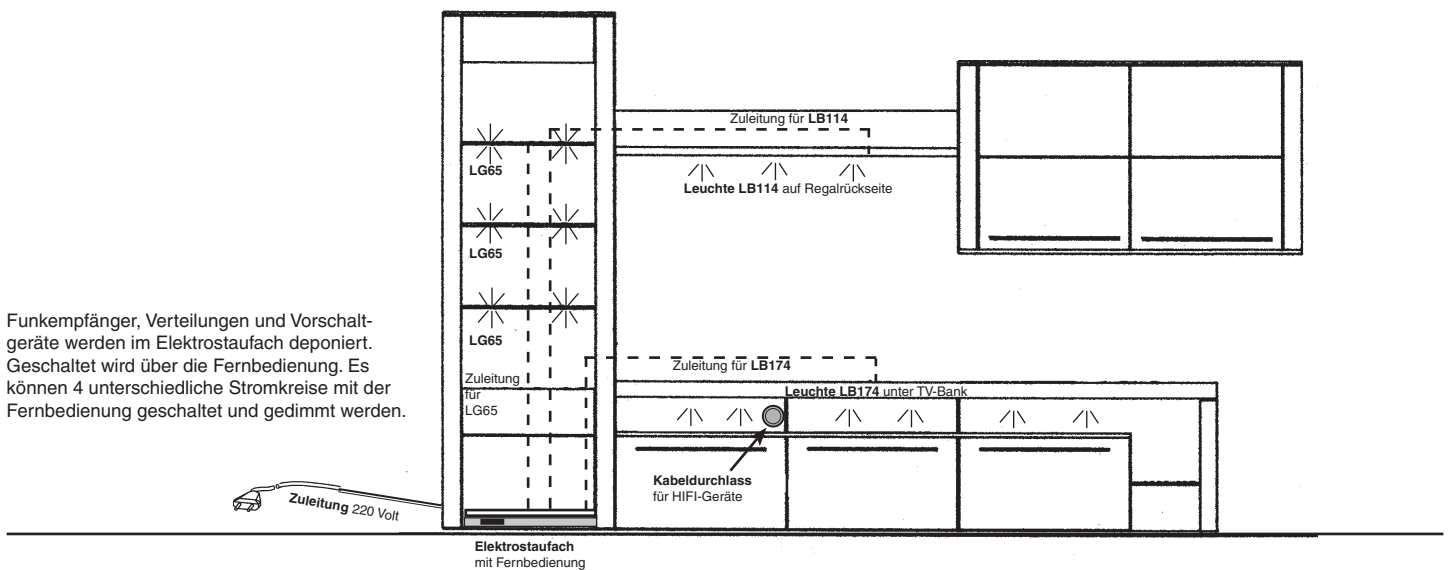 Zuleitung für LB114
LG65
Leuchte LB114 auf Regalrückseite
LG65
Funkempfänger, Verteilungen und Vorschalt-
geräte werden im Elektrostaufach deponiert.
Geschaltet wird über die Fernbedienung. Es
können 4 unterschiedliche Stromkreise mit der
Fernbedienung geschaltet und gedimmt werden.
LG65
Zuleitung für LB174
Zuleitung
für
LG65
Leuchte LB174 unter TV-Bank
Kabeldurchlass
für HIFI-Geräte
Zuleitung 220 Volt
Elektrostaufach
mit Fernbedienung